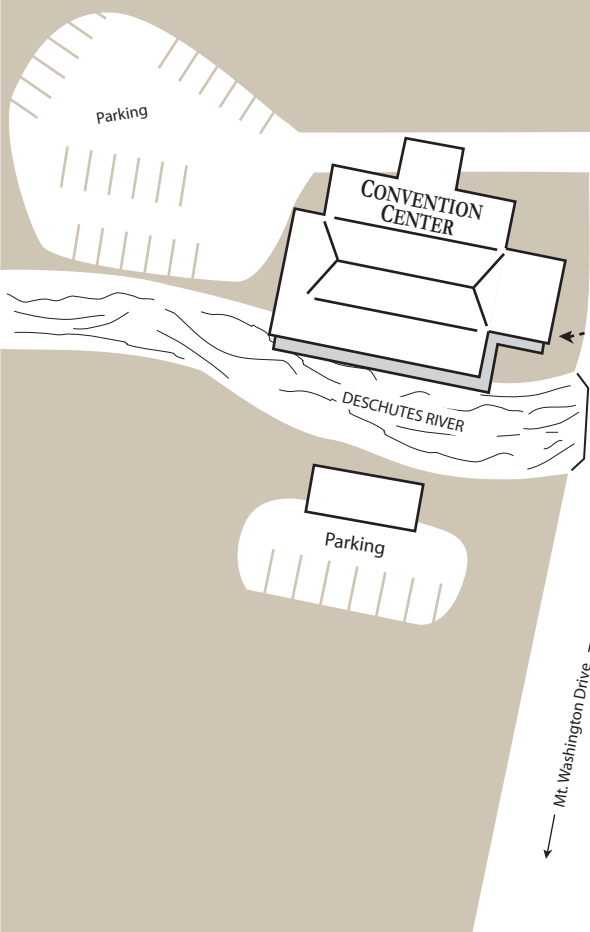 Parking
CONVENTION
CENTER
DESCHUTES RIVER
Parking
Mt. Washington Drive